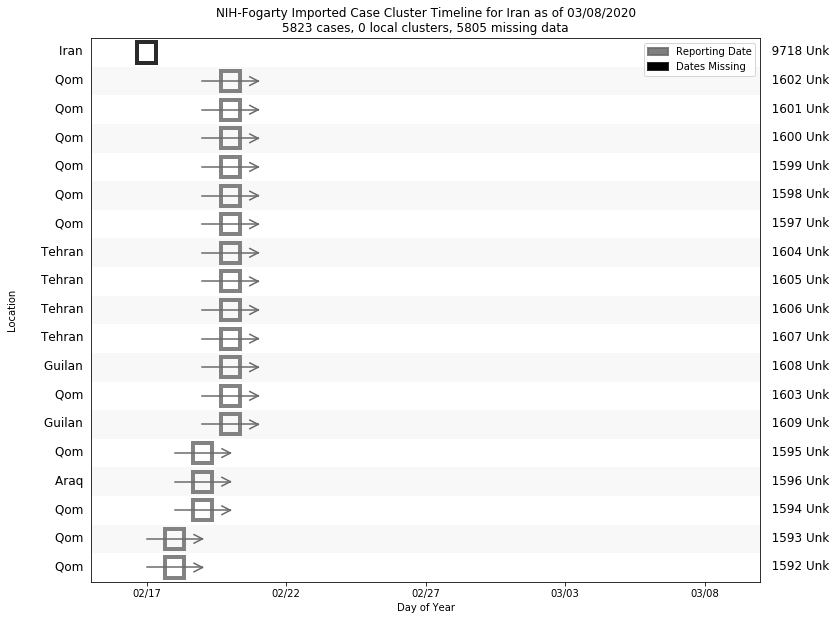 NIH-Fogarty Imported Case Cluster Timeline for Iran as of 03/08/2020
5823 cases, 0 local clusters, 5805 missing data
Reporting Date
Dates Missing
Location
Iran 9718 Unk
Qom 1602 Unk
Qom 1601 Unk
Qom 1600 Unk
Qom 1599 Unk
Qom 1598 Unk
Qom 1597 Unk
Tehran 1604 Unk
Tehran 1605 Unk
Tehran 1606 Unk
Tehran 1607 Unk
Guilan 1608 Unk
Qom 1603 Unk
Guilan 1609 Unk
Qom 1595 Unk
Araq 1596 Unk
Qom 1594 Unk
Qom 1593 Unk
Qom 1592 Unk
02/17 02/22 02/27 03/03 03/08
Day of Year